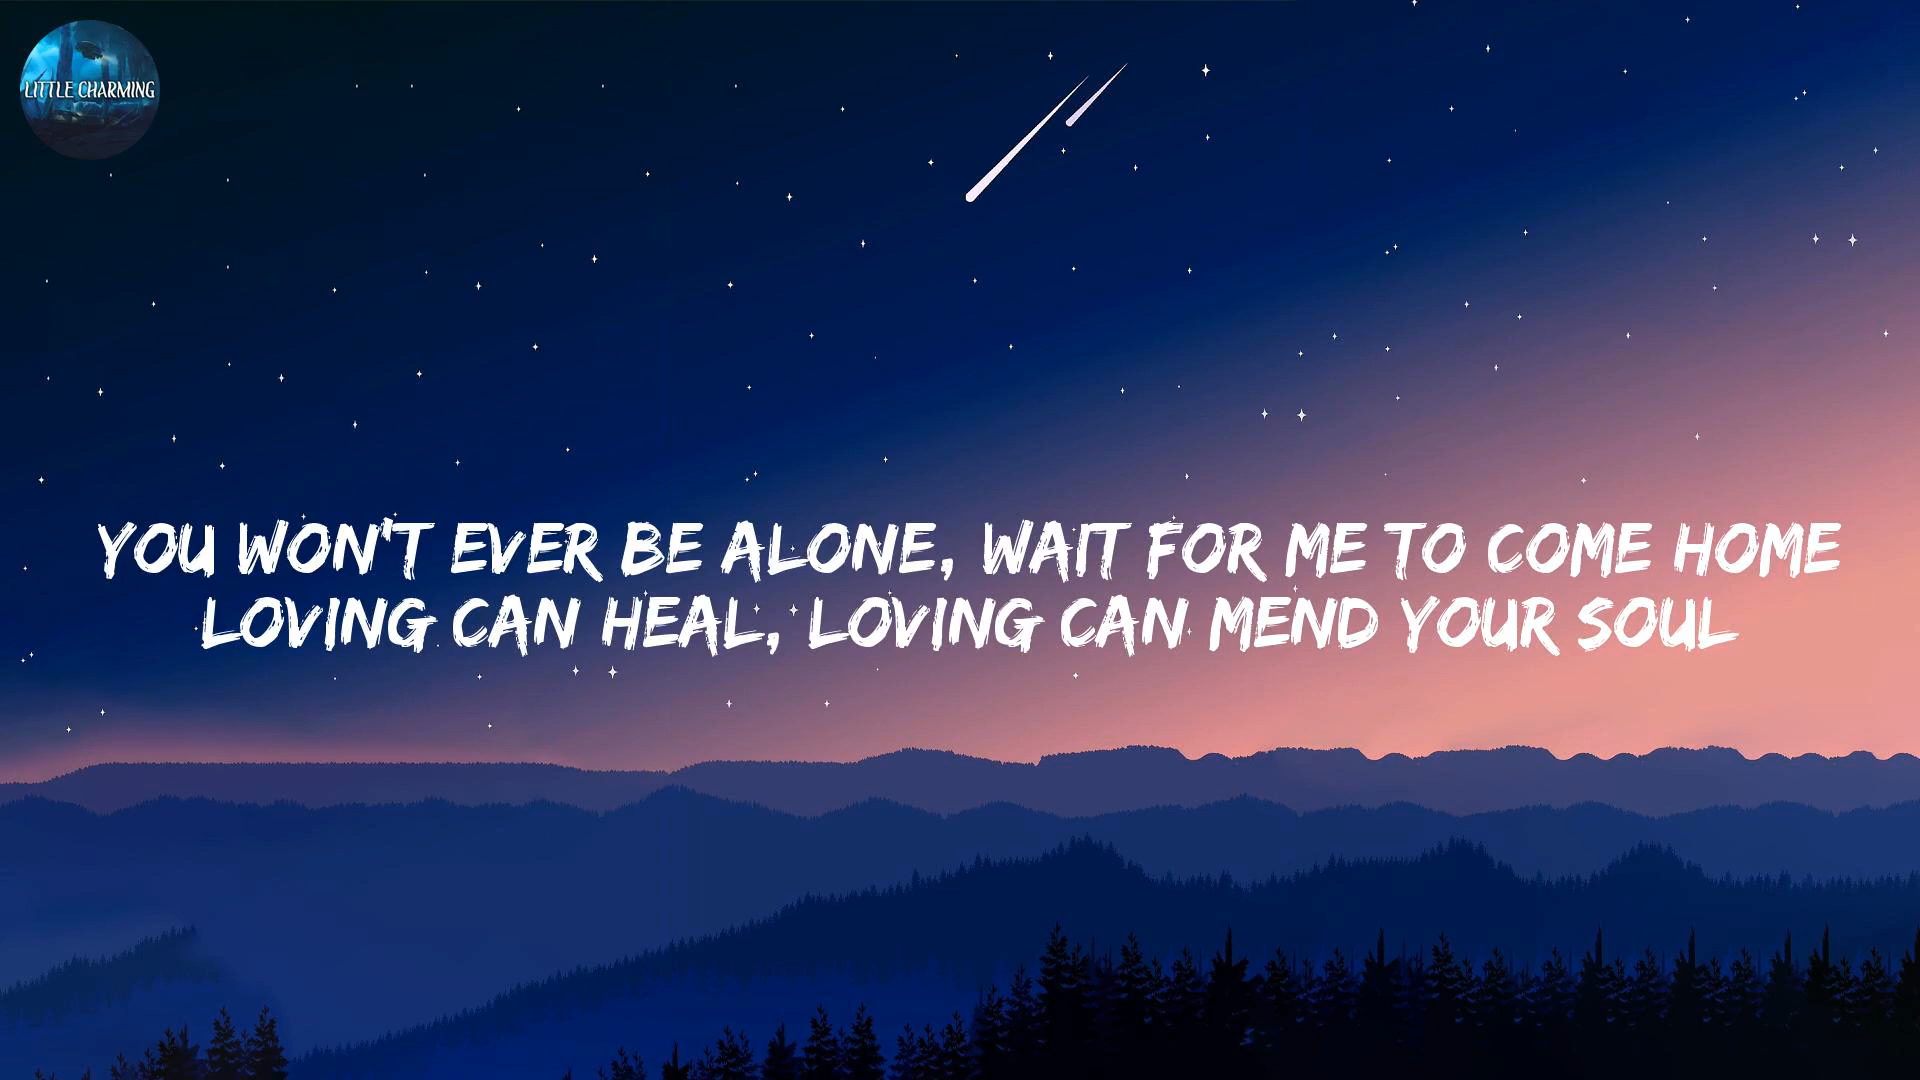 LITTLE CHARMING
YOU WON'T EVER BE ALONE, WAIT FOR ME TO COME HOME
LOVING CAN HEAL, LOVING CAN MEND YOUR SOUL